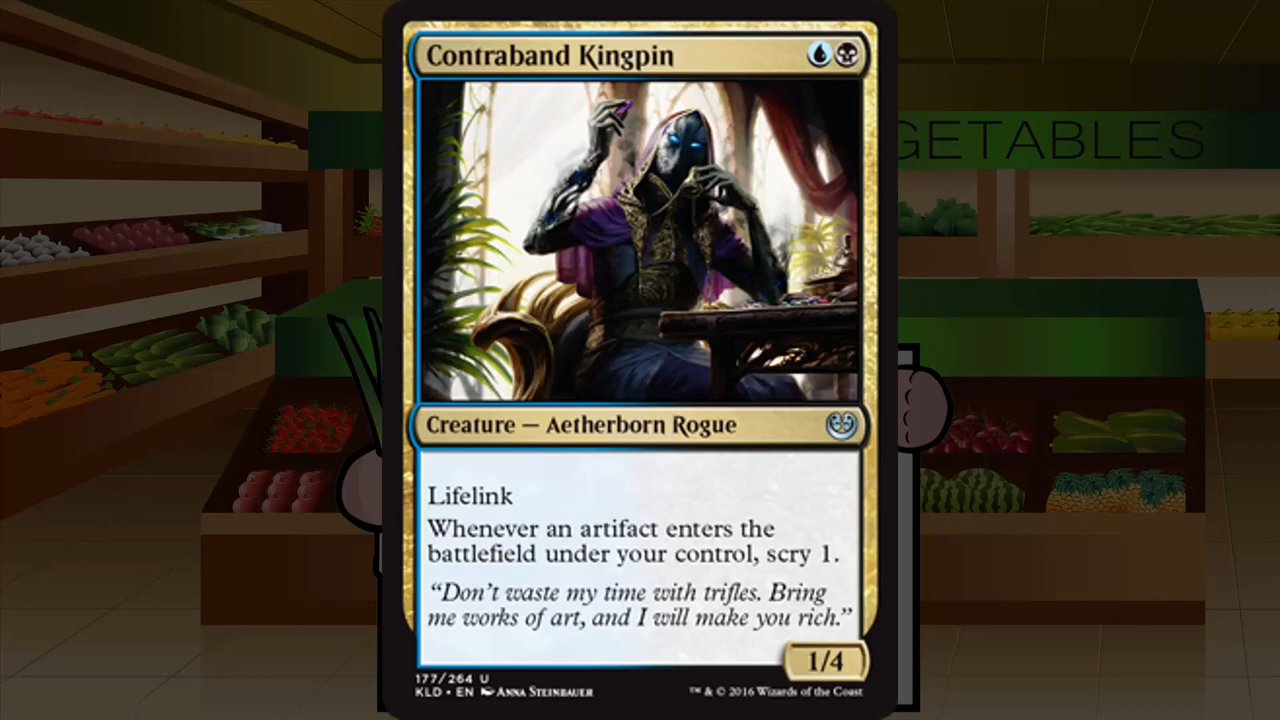 Contraband Kingpin
GETABLES
Creature — Aetherborn Rogue
Lifelink
Whenever an artifact enters the
battlefield under your control, scry 1.
“Don’t waste my time with trifles. Bring
me works of art, and I will make you rich.”
1/4
177/264 U
KLD • EN Anna Steinbauer
™ & © 2016 Wizards of the Coast